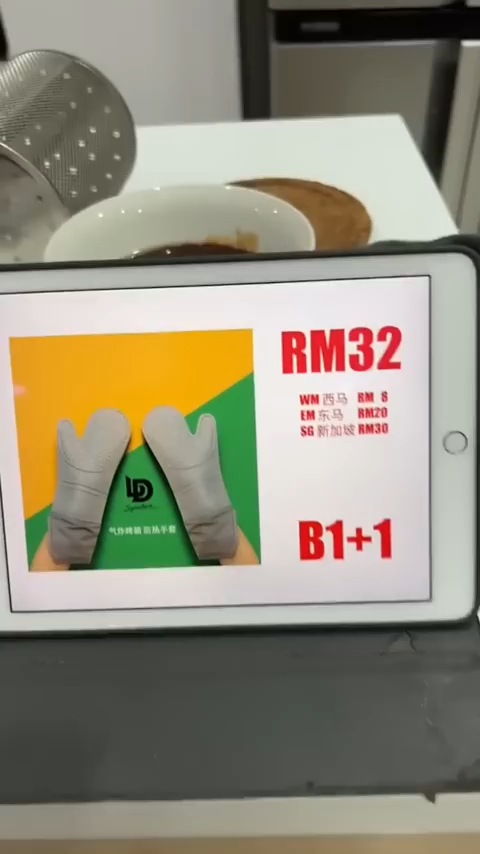 RM32
WM 西马 RM 8
EM 东马 RM20
SG 新加坡 RM30
LD
Signature
气炸烤箱 防热手套
B1+1